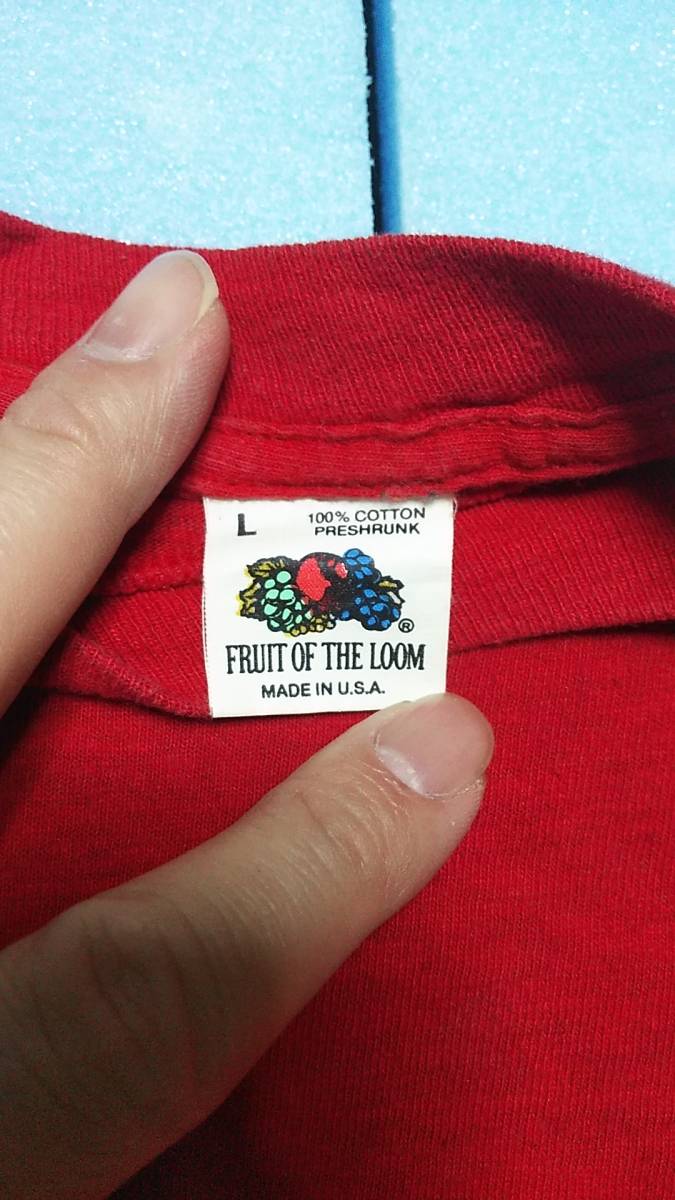 L
100% COTTON
PRESHRUNK
®
FRUIT OF THE LOOM
MADE IN U.S.A.